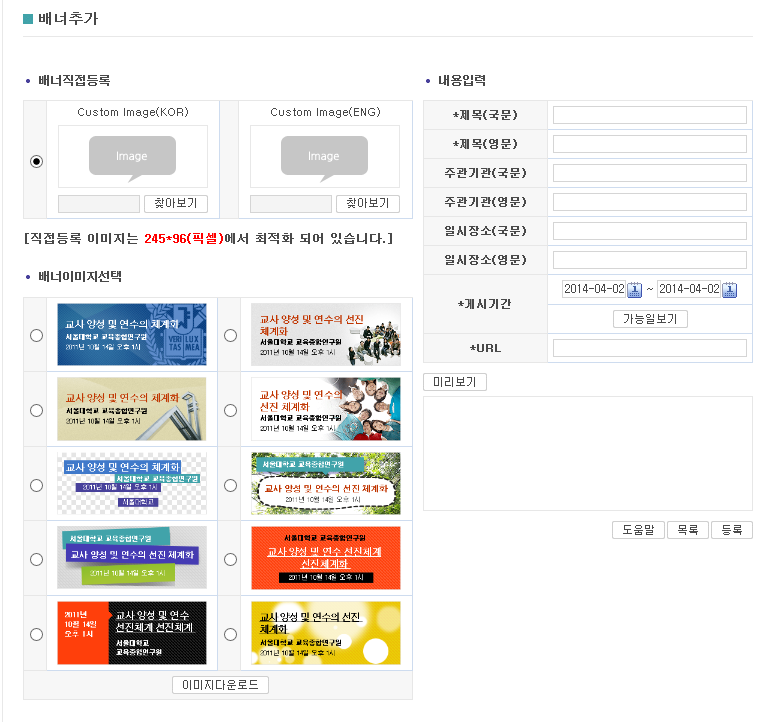 배너추가
배너직접등록
Custom Image(KOR)
Custom Image(ENG)
Image
Image
찾아보기
찾아보기
[직접등록 이미지는 245*96(픽셀)에서 최적화 되어 있습니다.]
배너이미지선택
교사 양성 및 연수의 체계화
서울대학교 교육종합연구원
2011년 10월 14일 오후 1시
VERI LUX
TAS MEA
교사 양성 및 연수의 선진
체계화
서울대학교 교육종합연구원
2011년 10월 14일 오후 1시
교사 양성 및 연수의 체계화
서울대학교 교육종합연구원
2011년 10월 14일 오후 1시
교사 양성 및 연수의
선진 체계화
서울대학교 교육종합연구원
2011년 10월 14일 오후 1시
교사 양성 및 연수의 체계화
서울대학교 교육종합연구원
2011년 10월 14일 오후 1시
서울대학교
서울대학교 교육종합연구원
교사 양성 및 연수의 선진 체계화
2011년 10월 14일 오후 1시
서울대학교 교육종합연구원
교사 양성 및 연수의 선진 체계화
2011년 10월 14일 오후 1시
서울대학교 교육종합연구원
교사 양성 및 연수 선진체계
선진체계화
2011년 10월 14일 오후 1시
2011년
10월 14일
오후 1시
교사 양성 및 연수
선진체계 선진체계
서울대학교
교육종합연구원
교사 양성 및 연수의 선진
체계화
서울대학교 교육종합연구원
2011년 10월 14일 오후 1시
이미지다운로드
내용입력
*제목(국문)
*제목(영문)
주관기관(국문)
주관기관(영문)
일시장소(국문)
일시장소(영문)
*게시기간
2014-04-02 ~ 2014-04-02
가능일보기
*URL
미리보기
도움말 목록 등록